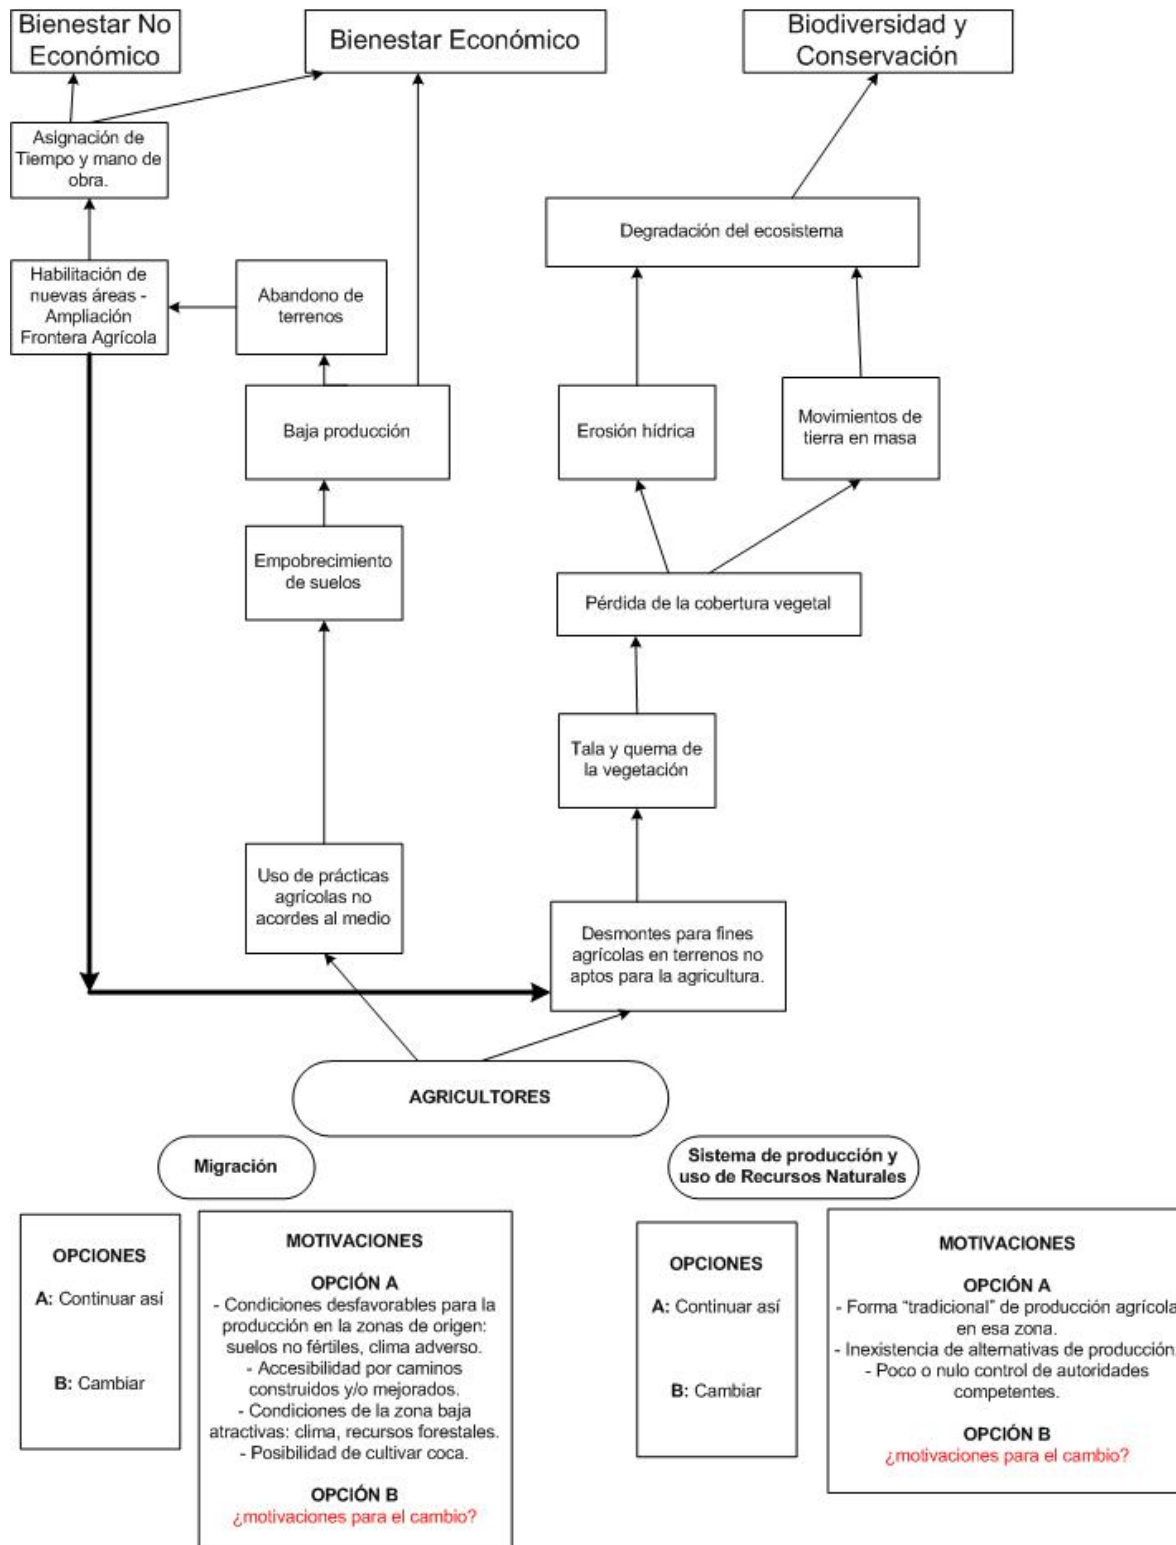 Bienestar No
Económico
Bienestar Económico
Biodiversidad y
Conservación
Asignación de
Tiempo y mano de
obra.
Degradación del ecosistema
Habilitación de
nuevas áreas -
Ampliación
Frontera Agrícola
Abandono de
terrenos
Baja producción
Erosión hídrica
Movimientos de
tierra en masa
Empobrecimiento
de suelos
Pérdida de la cobertura vegetal
Tala y quema de
la vegetación
Uso de prácticas
agrícolas no
acordes al medio
Desmontes para fines
agrícolas en terrenos no
aptos para la agricultura.
AGRICULTORES
Migración
Sistema de producción y
uso de Recursos Naturales
OPCIONES
A: Continuar así
B: Cambiar
MOTIVACIONES
OPCIÓN A
- Condiciones desfavorables para la
producción en la zonas de origen:
suelos no fértiles, clima adverso.
- Accesibilidad por caminos
construidos y/o mejorados.
- Condiciones de la zona baja
atractivas: clima, recursos forestales.
- Posibilidad de cultivar coca.
OPCIÓN B
¿motivaciones para el cambio?
OPCIONES
A: Continuar así
B: Cambiar
MOTIVACIONES
OPCIÓN A
- Forma “tradicional” de producción agrícola
en esa zona.
- Inexistencia de alternativas de producción.
- Poco o nulo control de autoridades
competentes.
OPCIÓN B
¿motivaciones para el cambio?